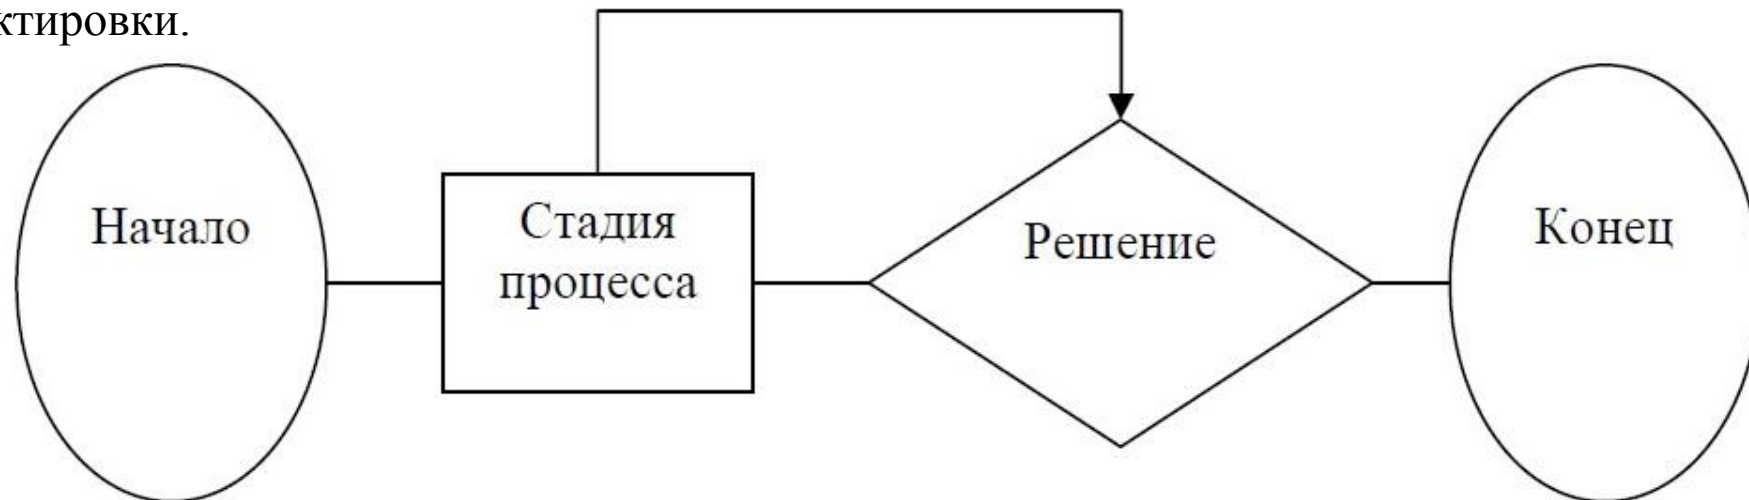 ктировки.
Начало
Стадия
процесса
Решение
Конец